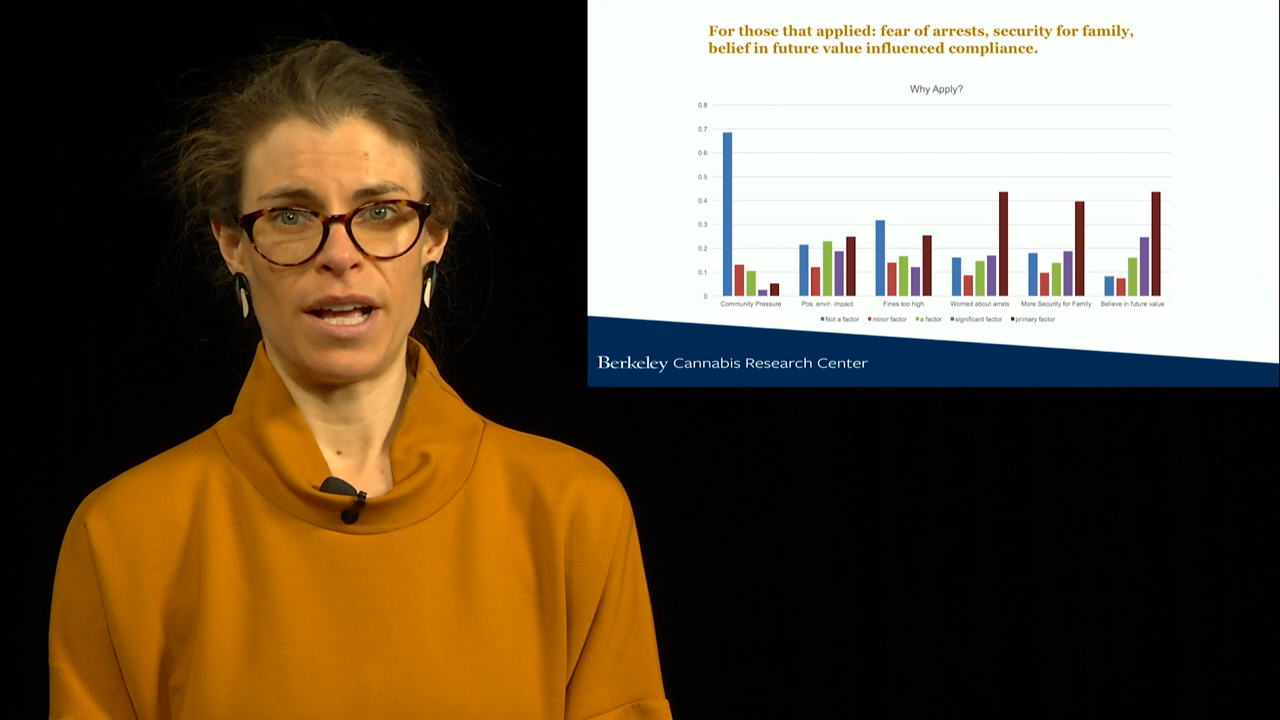 For those that applied: fear of arrests, security for family,
belief in future value influenced compliance.
Why Apply?
0.8
0.7
0.6
0.5
0.4
0.3
0.2
0.1
0
Community Pressure Pos. envir. impact Fines too high Worried about arrets More Security for Family Believe in future value
Not a factor minor factor a factor significant factor primary factor
Berkeley Cannabis Research Center